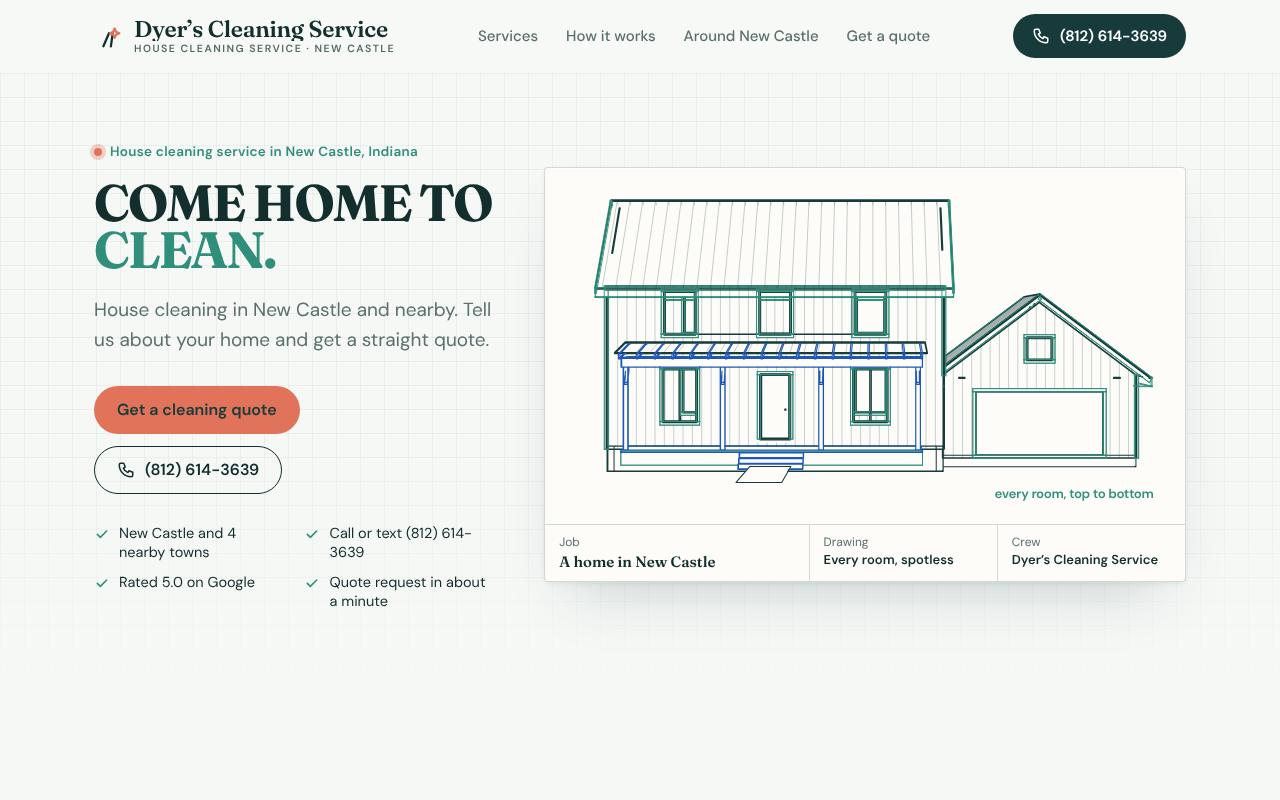 Dyer’s Cleaning Service
HOUSE CLEANING SERVICE · NEW CASTLE
Services
How it works
Around New Castle
Get a quote
(812) 614-3639
House cleaning service in New Castle, Indiana
COME HOME TO
CLEAN.
House cleaning in New Castle and nearby. Tell
us about your home and get a straight quote.
Get a cleaning quote
(812) 614-3639
New Castle and 4
nearby towns
Call or text (812) 614-
3639
Rated 5.0 on Google
Quote request in about
a minute
every room, top to bottom
Job
A home in New Castle
Drawing
Every room, spotless
Crew
Dyer’s Cleaning Service